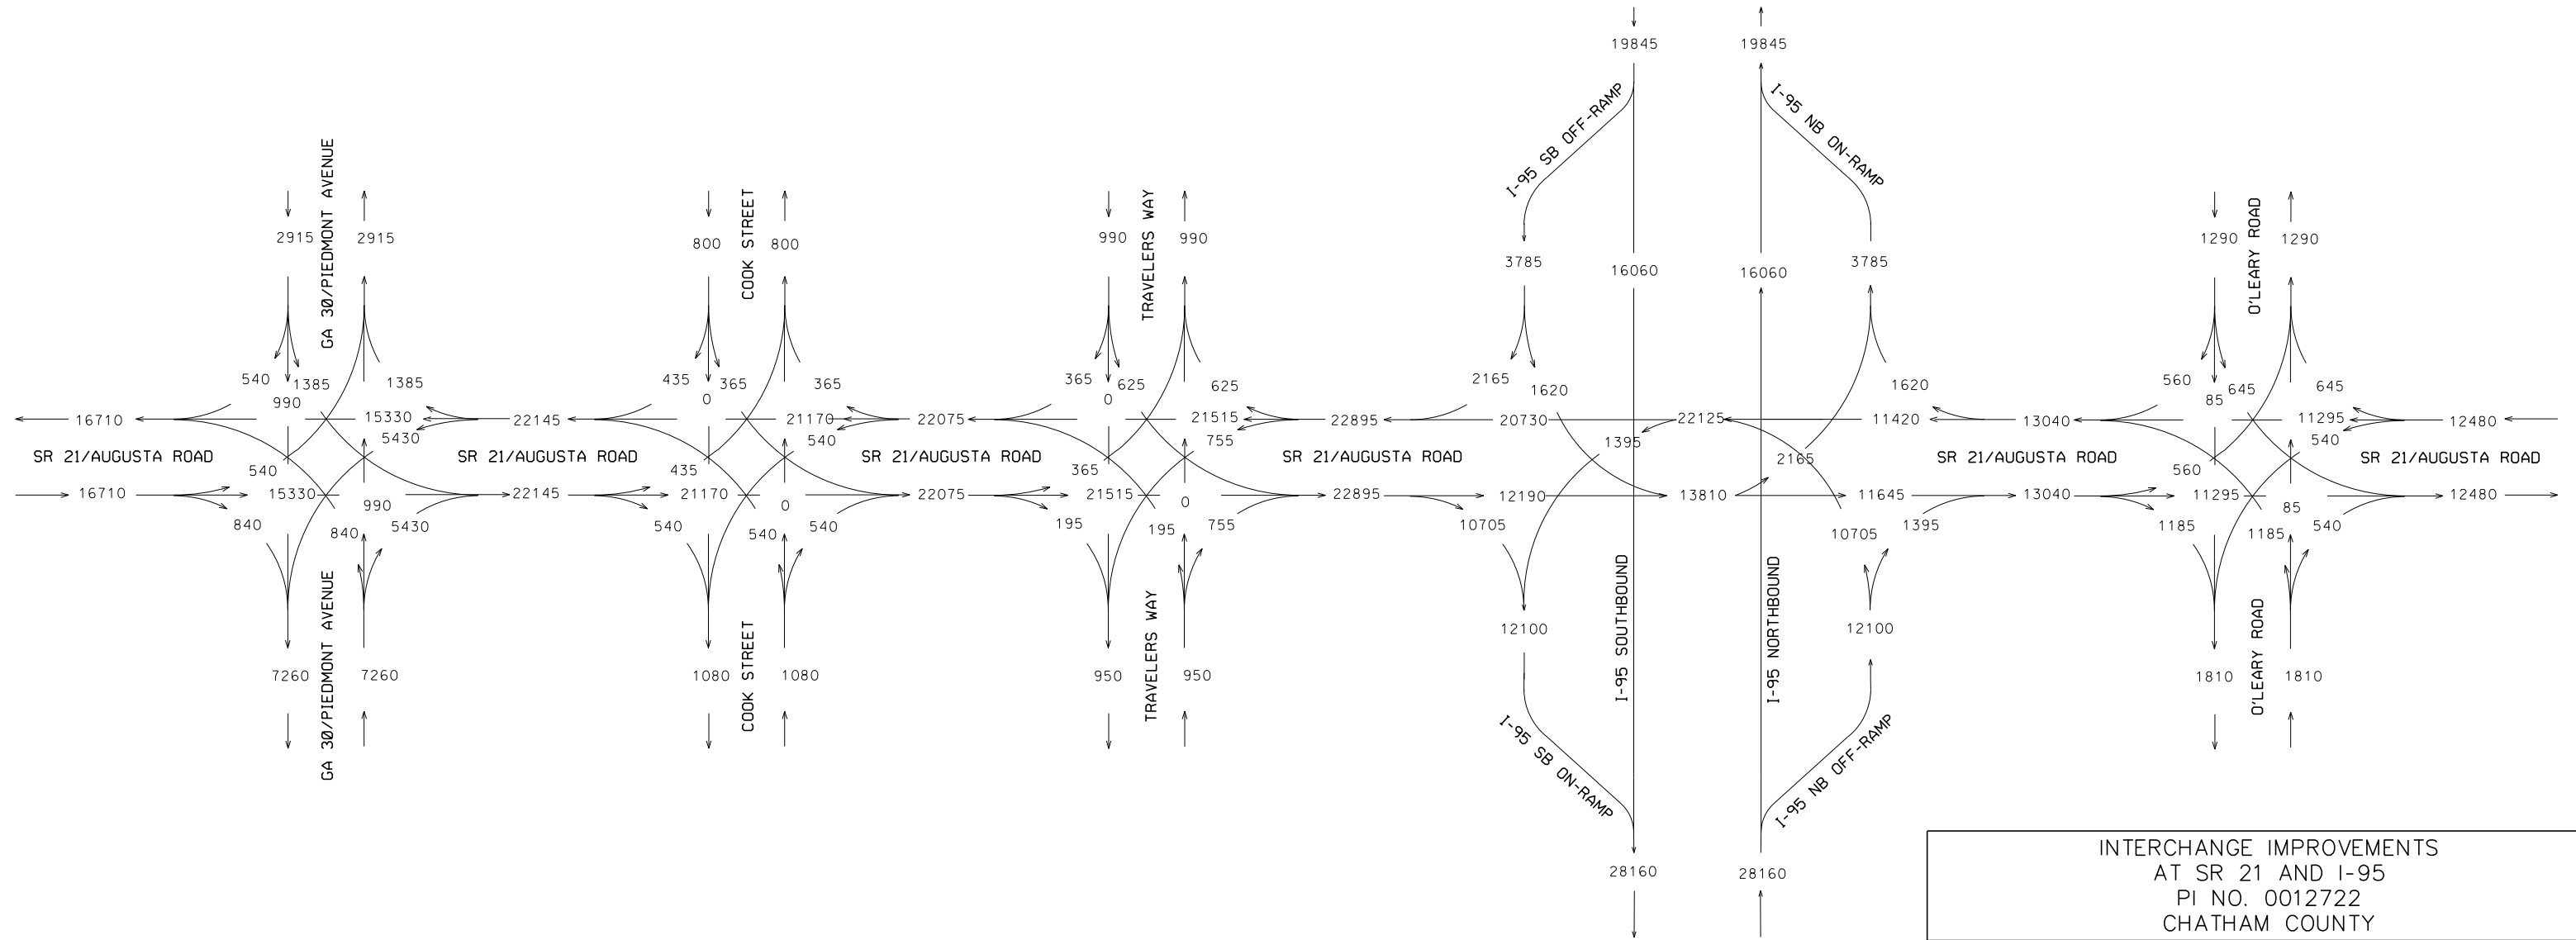 19845 19845
I-95 SB OFF-RAMP
I-95 NB ON-RAMP
GA 30/PIEDMONT AVENUE
COOK STREET
TRAVELERS WAY
O'LEARY ROAD
2915 2915 800 800 990 990 3785 16060 16060 3785 1290 1290
540 1385 1385 435 365 365 365 625 625 2165 1620 1620 560 645 645
990 0 0 85
16710 15330 22145 21170 22075 21515 22895 20730 22125 11420 13040 11295 12480
5430 540 755 1395 540
SR 21/AUGUSTA ROAD SR 21/AUGUSTA ROAD SR 21/AUGUSTA ROAD SR 21/AUGUSTA ROAD SR 21/AUGUSTA ROAD SR 21/AUGUSTA ROAD
540 435 365 2165 560
16710 15330 22145 21170 22075 21515 22895 12190 13810 11645 13040 11295 12480
990 0 0 85
840 840 5430 540 540 540 195 195 755 10705 10705 1395 1185 1185 540
12100 12100
I-95 SOUTHBOUND
I-95 NORTHBOUND
7260 7260 1080 1080 950 950 1810 1810
GA 30/PIEDMONT AVENUE
COOK STREET
TRAVELERS WAY
O'LEARY ROAD
I-95 SB ON-RAMP
I-95 NB OFF-RAMP
28160 28160
INTERCHANGE IMPROVEMENTS
AT SR 21 AND I-95
PI NO. 0012722
CHATHAM COUNTY